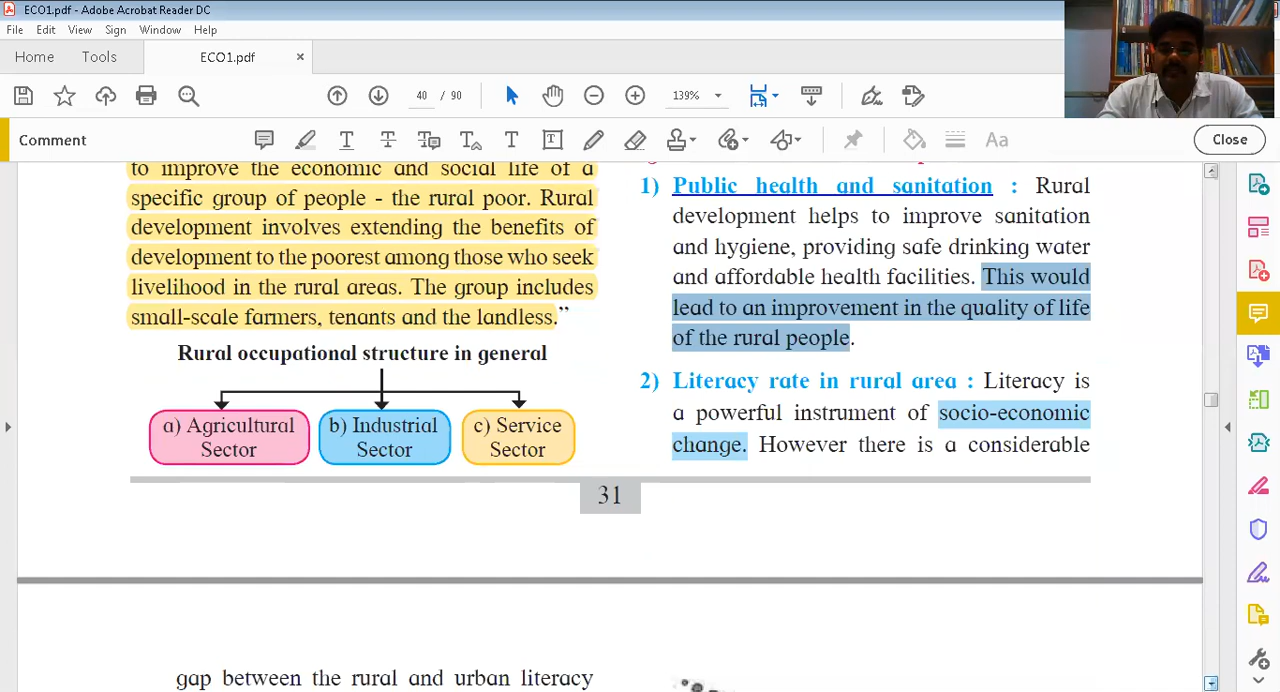 ECO1.pdf - Adobe Acrobat Reader DC
File Edit View Sign Window Help
Home Tools ECO1.pdf ×
40 / 90 139%
Comment
Close
to improve the economic and social life of a
specific group of people - the rural poor. Rural
development involves extending the benefits of
development to the poorest among those who seek
livelihood in the rural areas. The group includes
small-scale farmers, tenants and the landless.”
Rural occupational structure in general
a) Agricultural
Sector
b) Industrial
Sector
c) Service
Sector
1) Public health and sanitation : Rural
development helps to improve sanitation
and hygiene, providing safe drinking water
and affordable health facilities. This would
lead to an improvement in the quality of life
of the rural people.
2) Literacy rate in rural area : Literacy is
a powerful instrument of socio-economic
change. However there is a considerable
31
gap between the rural and urban literacy